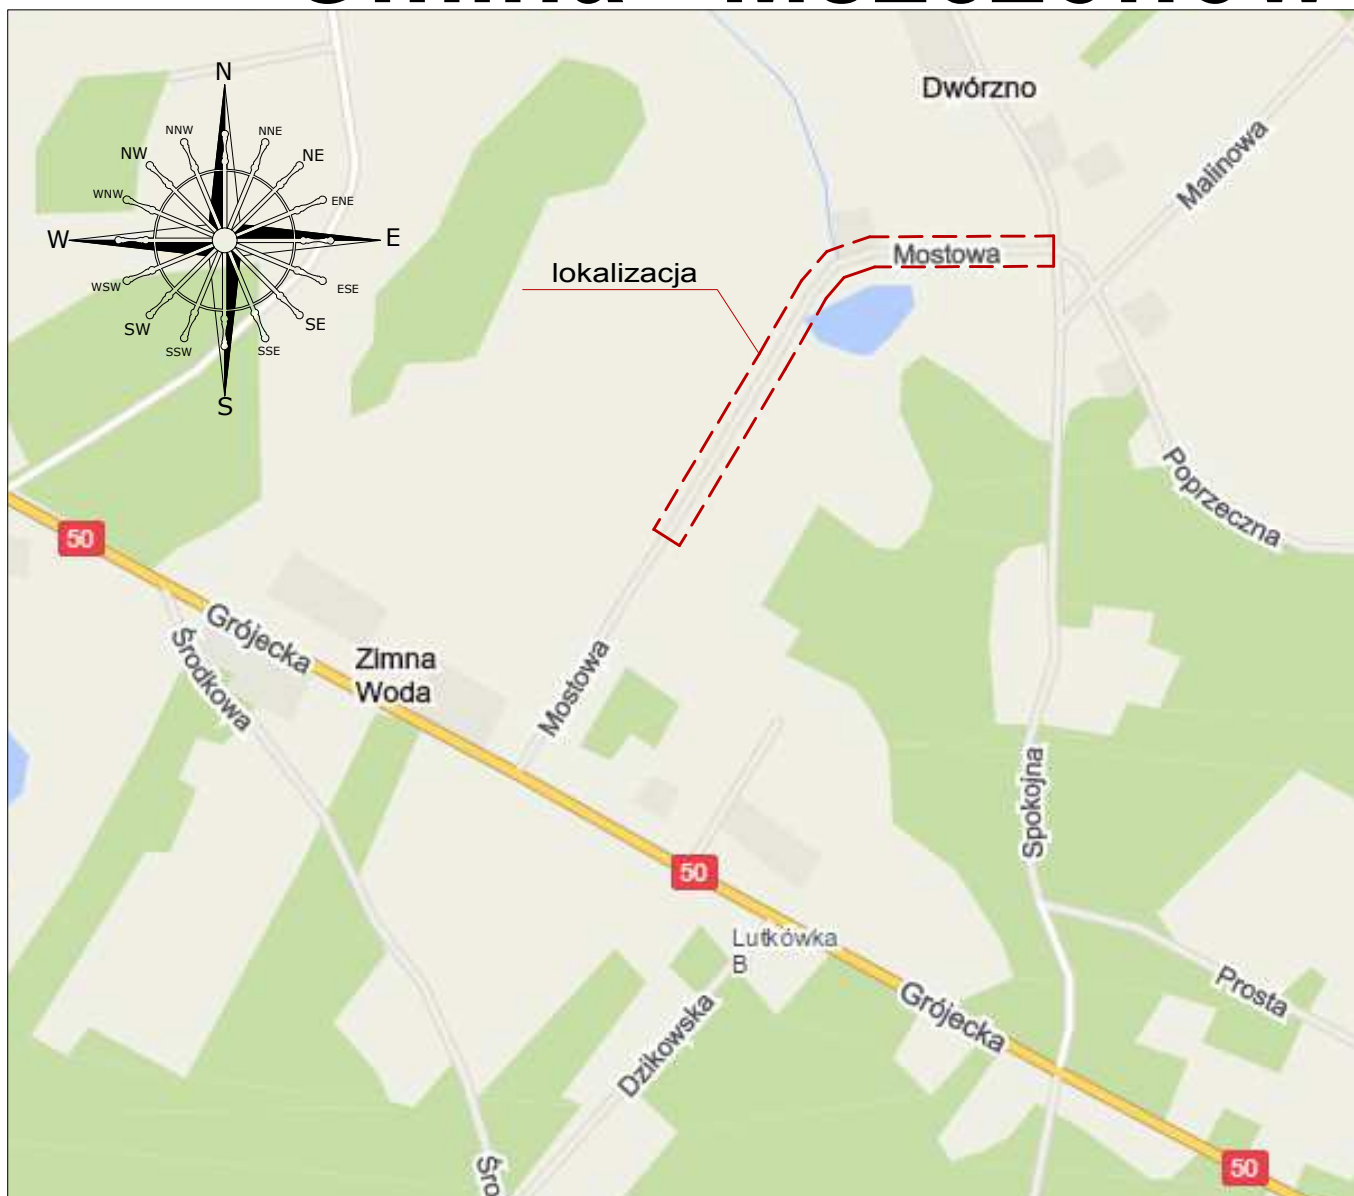 Dwórzno
N
NNW
NNE
NW
NE
Malinowa
WNW
ENE
W
E
Mostowa
lokalizacja
WSW
ESE
SW
SE
SSW
SSE
S
Poprzeczna
50
Grójecka
Środkowa
Zimna
Woda
Mostowa
Spokojna
50
Lutkówka
B
Grójecka
Prosta
Dzikowska
50
Śro